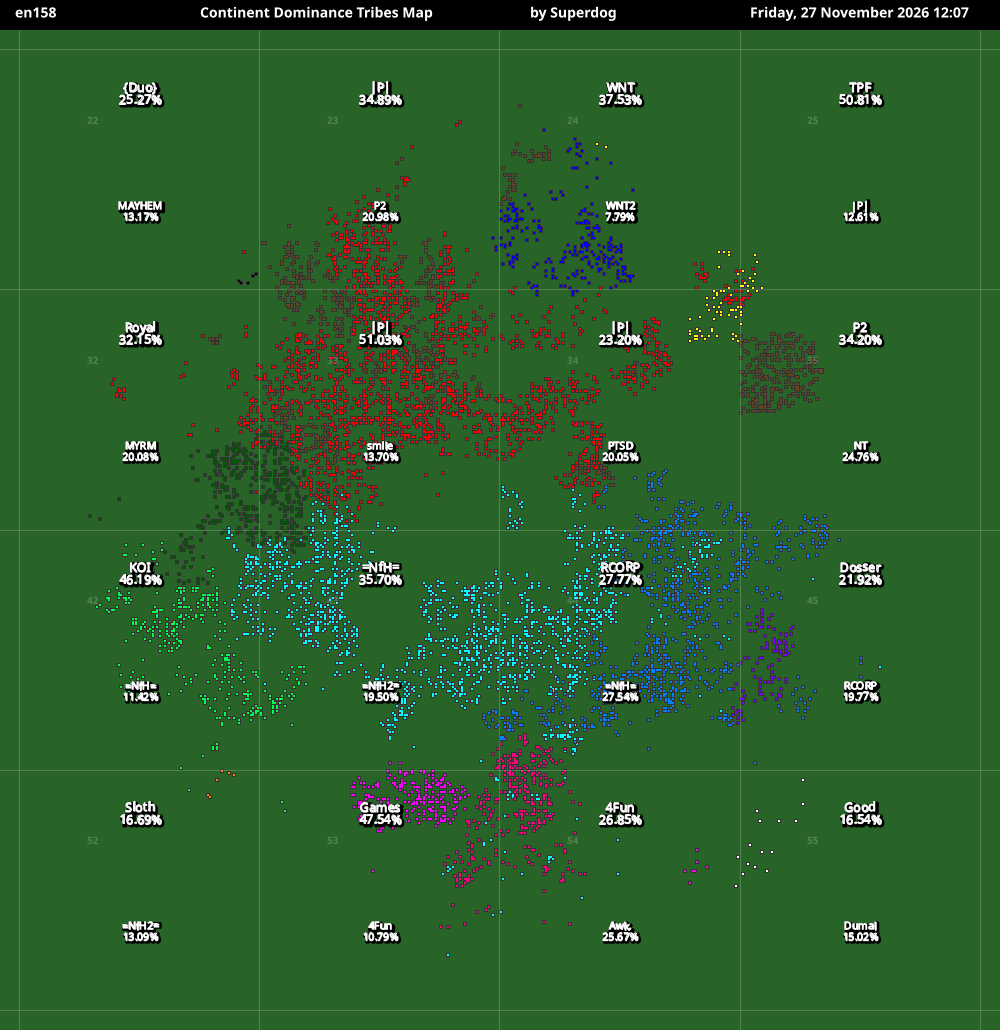 en158 Continent Dominance Tribes Map by Superdog Friday, 27 November 2026 12:07
{Duo} |P| WNT TPF
25.27% 34.89% 37.53% 50.81%
22 23 24 25
MAYHEM P2 WNT2 |P|
13.17% 20.98% 7.79% 12.61%
Royal |P| |P| P2
32.15% 51.03% 23.20% 34.20%
32 34
MYRM smile PTSD NT
20.08% 13.70% 20.05% 24.76%
KOI =NfH= RCORP Dosser
46.19% 35.70% 27.77% 21.92%
42 45
=NfH= =NfH2= =NfH= RCORP
11.42% 19.50% 27.54% 19.77%
Sloth Games 4Fun Good
16.69% 47.54% 26.85% 16.54%
52 53 54 55
=NfH2= 4Fun Awk. Duma!
13.09% 10.79% 25.67% 15.02%